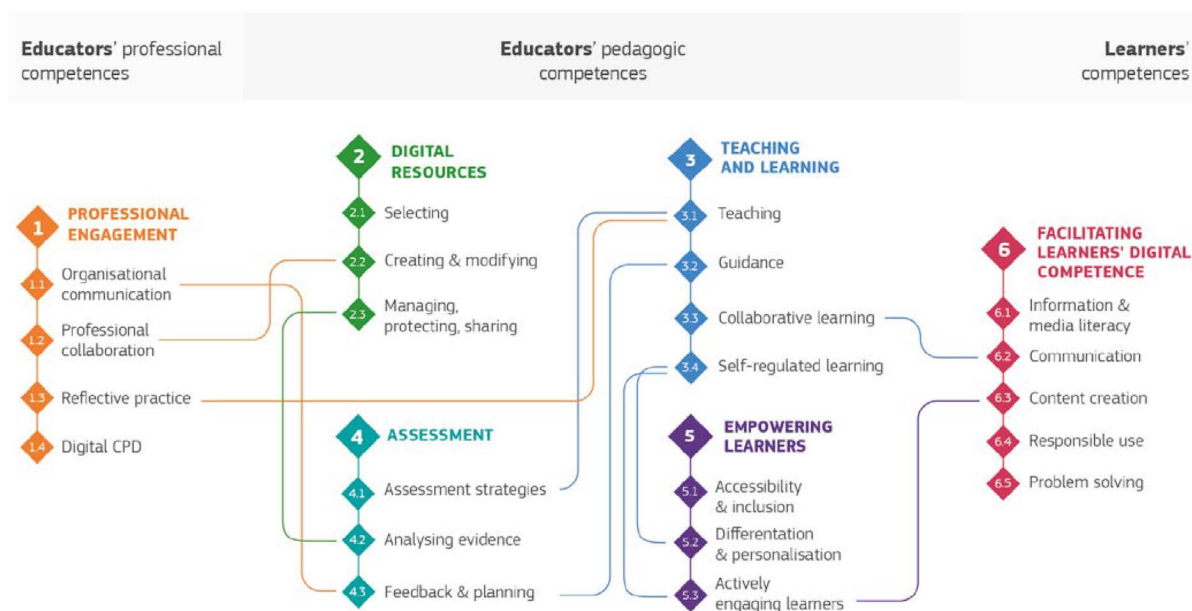 Educators' professional
competences
Educators' pedagogic
competences
Learners'
competences
1
PROFESSIONAL
ENGAGEMENT
1.1
Organisational
communication
1.2
Professional
collaboration
1.3
Reflective practice
1.4
Digital CPD
2
DIGITAL
RESOURCES
2.1
Selecting
2.2
Creating & modifying
2.3
Managing,
protecting, sharing
4
ASSESSMENT
4.1
Assessment strategies
4.2
Analysing evidence
4.3
Feedback & planning
3
TEACHING
AND LEARNING
3.1
Teaching
3.2
Guidance
3.3
Collaborative learning
3.4
Self-regulated learning
5
EMPOWERING
LEARNERS
5.1
Accessibility
& inclusion
5.2
Differentation
& personalisation
5.3
Actively
engaging learners
6
FACILITATING
LEARNERS' DIGITAL
COMPETENCE
6.1
Information &
media literacy
6.2
Communication
6.3
Content creation
6.4
Responsible use
6.5
Problem solving